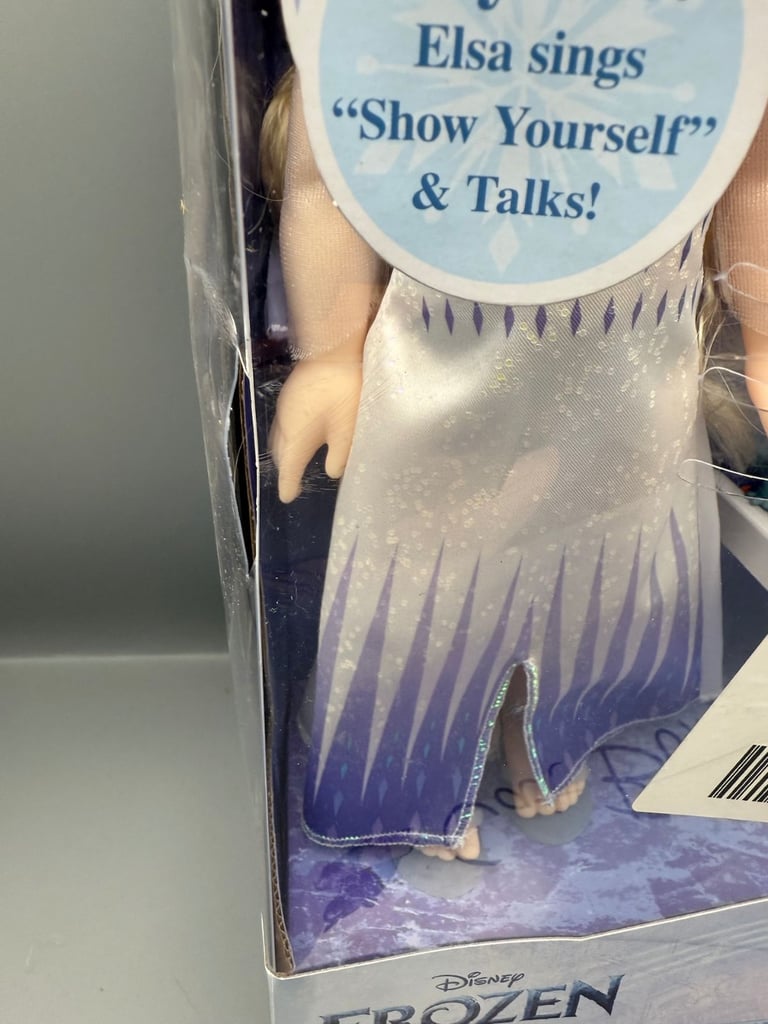 Elsa sings
“Show Yourself”
& Talks!
Disney
FROZEN